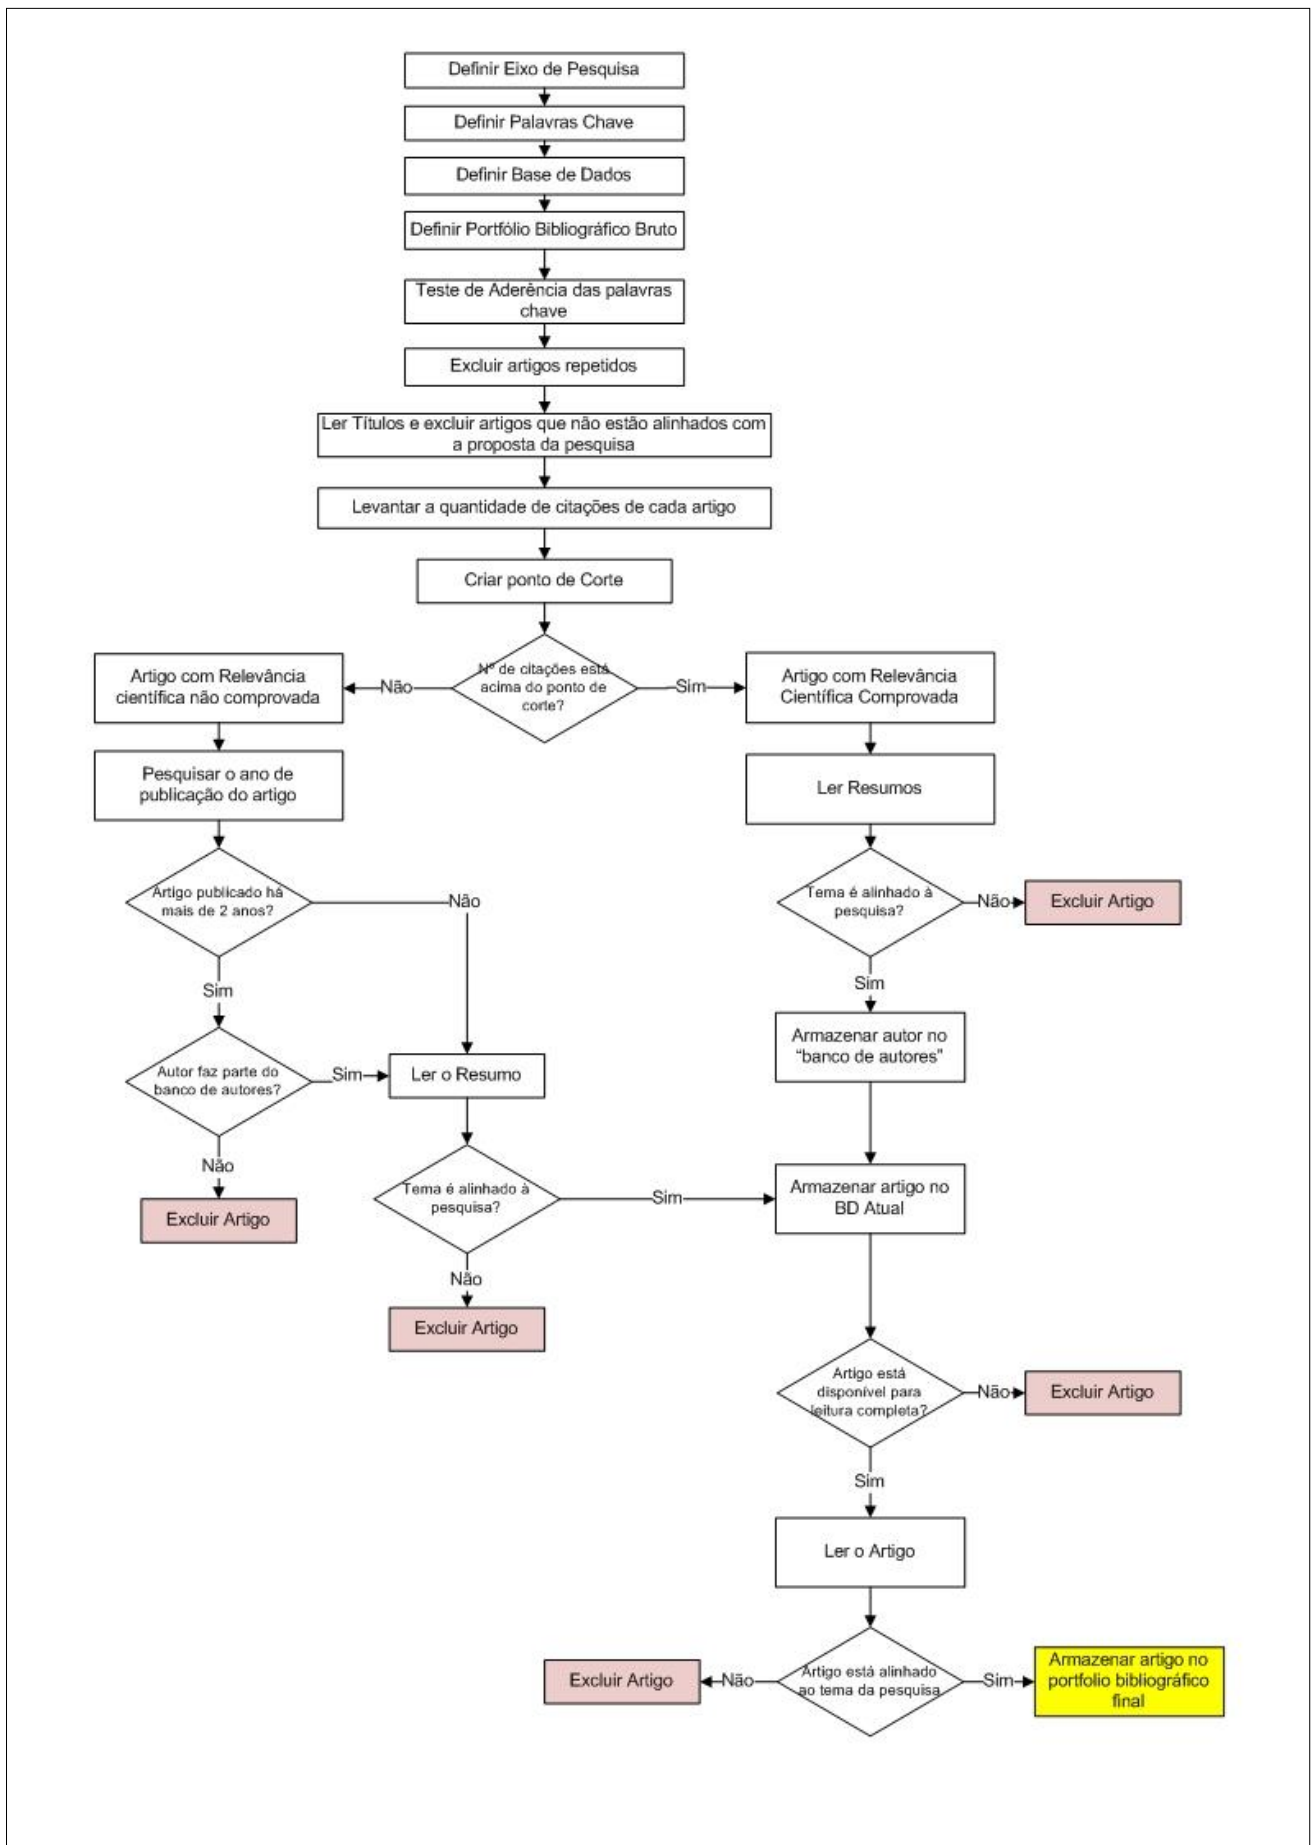 Definir Eixo de Pesquisa
Definir Palavras Chave
Definir Base de Dados
Definir Portfólio Bibliográfico Bruto
Teste de Aderência das palavras
chave
Excluir artigos repetidos
Ler Títulos e excluir artigos que não estão alinhados com
a proposta da pesquisa
Levantar a quantidade de citações de cada artigo
Criar ponto de Corte
Nº de citações está
acima do ponto de
corte?
Não
Sim
Artigo com Relevância
científica não comprovada
Artigo com Relevância
Científica Comprovada
Pesquisar o ano de
publicação do artigo
Ler Resumos
Artigo publicado há
mais de 2 anos?
Não
Tema é alinhado à
pesquisa?
Não
Excluir Artigo
Sim
Sim
Autor faz parte do
banco de autores?
Sim
Ler o Resumo
Armazenar autor no
“banco de autores”
Não
Excluir Artigo
Tema é alinhado à
pesquisa?
Sim
Armazenar artigo no
BD Atual
Não
Excluir Artigo
Artigo está
disponível para
leitura completa?
Não
Excluir Artigo
Sim
Ler o Artigo
Artigo está alinhado
ao tema da pesquisa
Não
Excluir Artigo
Sim
Armazenar artigo no
portfolio bibliográfico
final